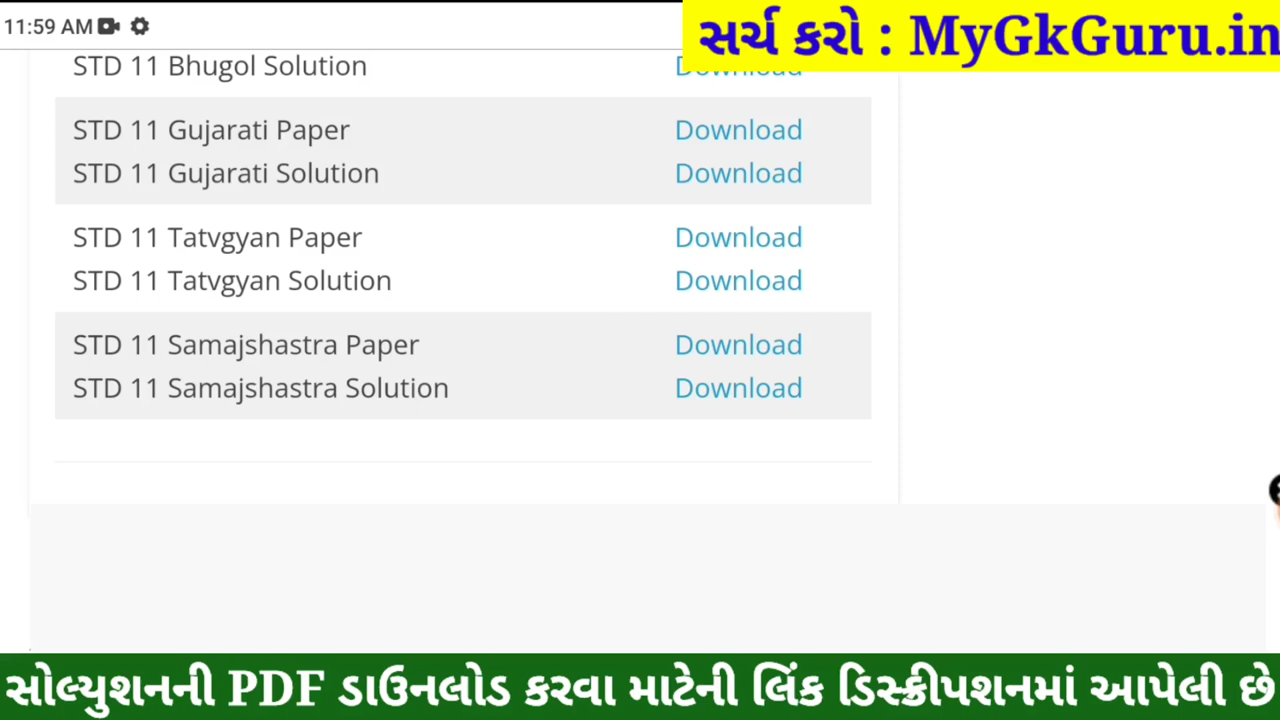 11:59 AM
સર્ચ કરો : MyGkGuru.in
STD 11 Bhugol Solution Download
STD 11 Gujarati Paper Download
STD 11 Gujarati Solution Download
STD 11 Tatvgyan Paper Download
STD 11 Tatvgyan Solution Download
STD 11 Samajshastra Paper Download
STD 11 Samajshastra Solution Download
સોલ્યુશનની PDF ડાઉનલોડ કરવા માટેની લિંક ડિસ્ક્રીપશનમાં આપેલી છે